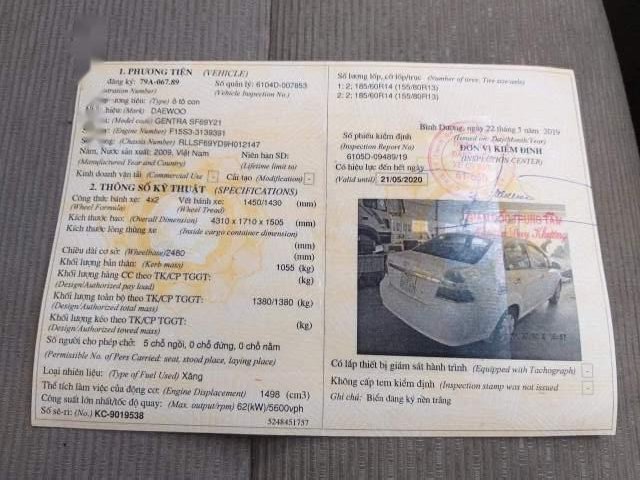 1. PHƯƠNG TIỆN (VEHICLE)
đăng ký: 79A-067.89 Số quản lý: 6104D-007853
(Registration Number) (Vehicle Inspection No.)
phương tiện: (Type) ô tô con
hiệu: (Mark) DAEWOO
(Model code) GENTRA SF69Y21
(Engine Number) F15S3-3139391
(Chassis Number) RLLSF69YD9H012147
Năm, Nước sản xuất: 2009, Việt Nam Niên hạn SD:
(Manufactured Year and Country) (Lifetime limit to)
Kinh doanh vận tải (Commercial Use) - Cải tạo (Modification) -
2. THÔNG SỐ KỸ THUẬT (SPECIFICATIONS)
Công thức bánh xe: 4x2 Vết bánh xe: 1450/1430 (mm)
(Wheel Formula) (Wheel Tread)
Kích thước bao: (Overall Dimension) 4310 x 1710 x 1505 (mm)
Kích thước lòng thùng xe (Inside cargo container dimension)
(mm)
Chiều dài cơ sở: (Wheelbase) 2480 (mm)
Khối lượng bản thân: (Kerb mass) 1055 (kg)
Khối lượng hàng CC theo TK/CP TGGT: (kg)
(Design/Authorized pay load)
Khối lượng toàn bộ theo TK/CP TGGT: 1380/1380 (kg)
(Design/Authorized total mass)
Khối lượng kéo theo TK/CP TGGT: (kg)
(Design/Authorized towed mass)
Số người cho phép chở: 5 chỗ ngồi, 0 chỗ đứng, 0 chỗ nằm
(Permissible No. of Pers Carried: seat, stood place, laying place)
Loại nhiên liệu: (Type of Fuel Used) Xăng
Thể tích làm việc của động cơ: (Engine Displacement) 1498 (cm3)
Công suất lớn nhất/tốc độ quay: (Max. output/rpm) 62(kW)/5600vph
Số sê-ri: (No.) KC-9019538 5248451757
Số lượng lốp, cỡ lốp/trục (Number of tires; Tire size/axle)
1: 2; 185/60R14 (155/80R13)
2: 2; 185/60R14 (155/80R13)
Bình Dương, ngày 22 tháng 5 năm 2019
(Issued on: Day/Month/Year)
Số phiếu kiểm định ĐƠN VỊ KIỂM ĐỊNH
(Inspection Report No) (INSPECTION CENTER)
6105D-09489/19
Có hiệu lực đến hết ngày
(Valid until) 21/05/2020
Có lắp thiết bị giám sát hành trình (Equipped with Tachograph) -
Không cấp tem kiểm định (Inspection stamp was not issued) -
Ghi chú: Biển đăng ký nền trắng